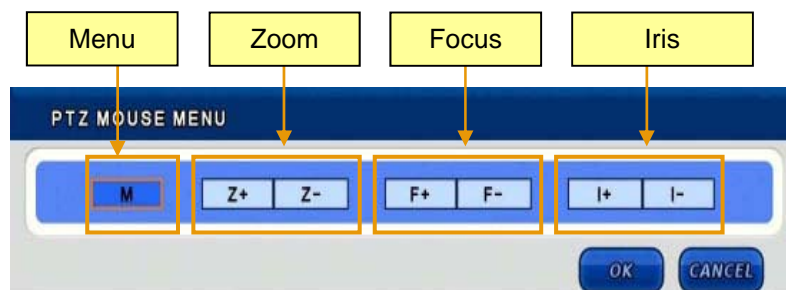 Menu Zoom Focus Iris
PTZ MOUSE MENU
M Z+ Z- F+ F- I+ I-
OK CANCEL